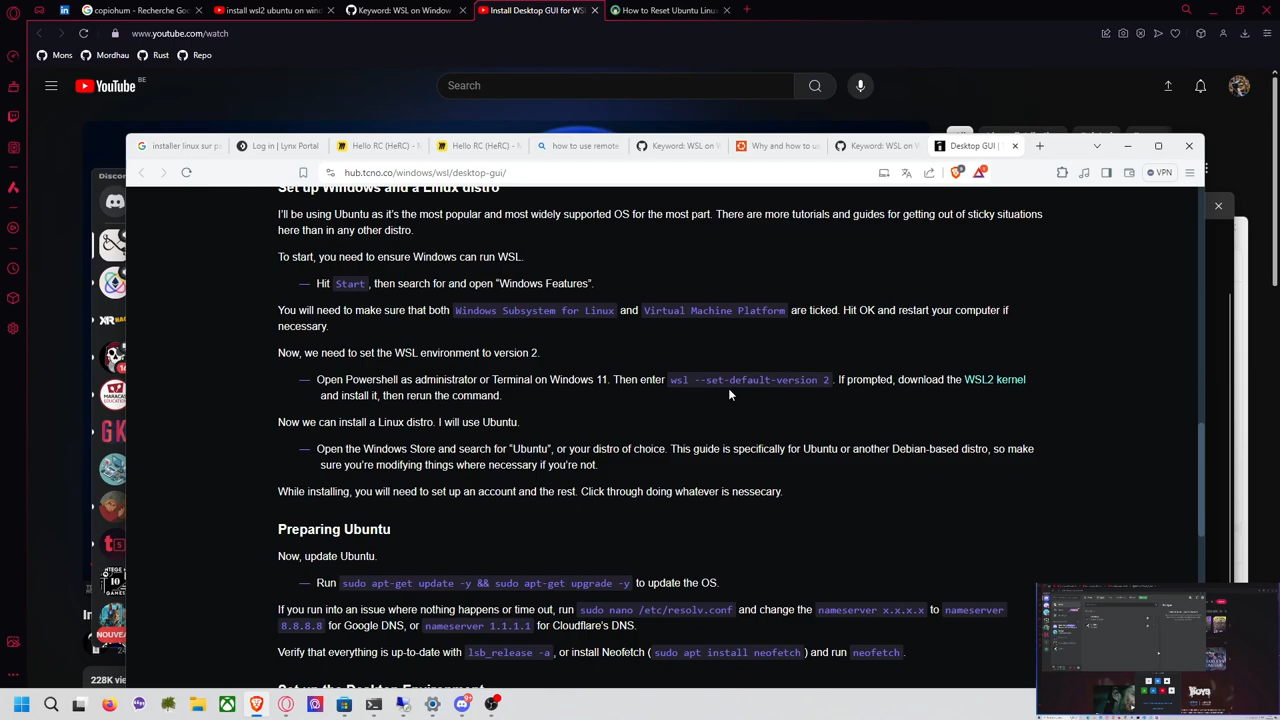 copiohum - Recherche Goo
install wsl2 ubuntu on wind
Keyword: WSL on Window
Install Desktop GUI for WS
How to Reset Ubuntu Linux
www.youtube.com/watch
Mons
Mordhau
Rust
Repo
YouTube
BE
Search
installer linux sur p
Log in | Lynx Portal
Hello RC (HeRC) -
Hello RC (HeRC) -
how to use remote
Keyword: WSL on
Why and how to u
Keyword: WSL on
Desktop GUI |
hub.tcno.co/windows/wsl/desktop-gui/
VPN
Discor
Set up Windows and a Linux distro
I'll be using Ubuntu as it's the most popular and most widely supported OS for the most part. There are more tutorials and guides for getting out of sticky situations
here than in any other distro.
To start, you need to ensure Windows can run WSL.
— Hit Start, then search for and open "Windows Features".
You will need to make sure that both Windows Subsystem for Linux and Virtual Machine Platform are ticked. Hit OK and restart your computer if
necessary.
Now, we need to set the WSL environment to version 2.
— Open Powershell as administrator or Terminal on Windows 11. Then enter wsl --set-default-version 2. If prompted, download the WSL2 kernel
and install it, then rerun the command.
Now we can install a Linux distro. I will use Ubuntu.
— Open the Windows Store and search for "Ubuntu", or your distro of choice. This guide is specifically for Ubuntu or another Debian-based distro, so make
sure you're modifying things where necessary if you're not.
While installing, you will need to set up an account and the rest. Click through doing whatever is nessecary.
Preparing Ubuntu
Now, update Ubuntu.
— Run sudo apt-get update -y && sudo apt-get upgrade -y to update the OS.
If you run into an issue where nothing happens or time out, run sudo nano /etc/resolv.conf and change the nameserver x.x.x.x to nameserver
8.8.8.8 for Google DNS, or nameserver 1.1.1.1 for Cloudflare's DNS.
Verify that everything is up-to-date with lsb_release -a, or install Neofetch (sudo apt install neofetch) and run neofetch.
Set up the Desktop Environment
GK
NTEGE
10
GAMES
NOUVEA
228K vie